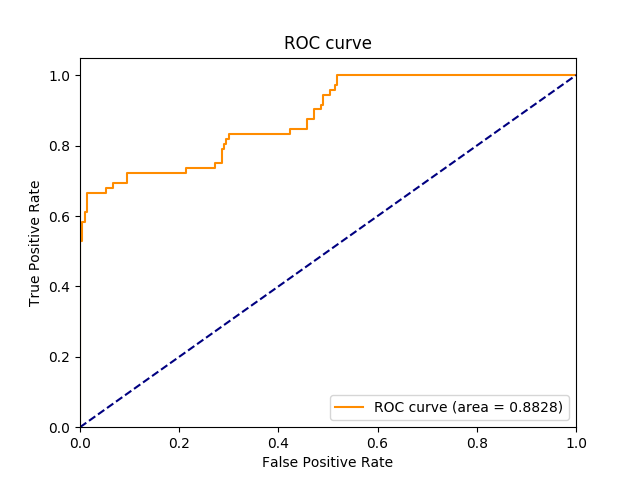 ROC curve
1.0
0.8
0.6
0.4
0.2
0.0
True Positive Rate
ROC curve (area = 0.8828)
0.0 0.2 0.4 0.6 0.8 1.0
False Positive Rate